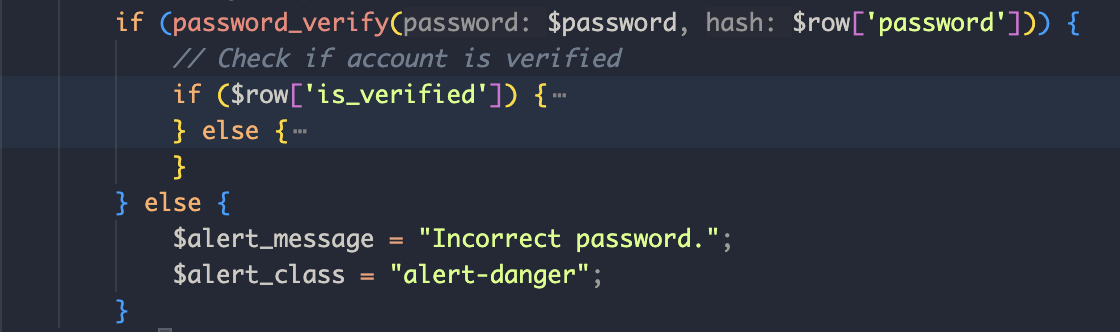 if (password_verify(password: $password, hash: $row['password'])) {
// Check if account is verified
if ($row['is_verified']) {…
} else {…
}
} else {
$alert_message = "Incorrect password.";
$alert_class = "alert-danger";
}